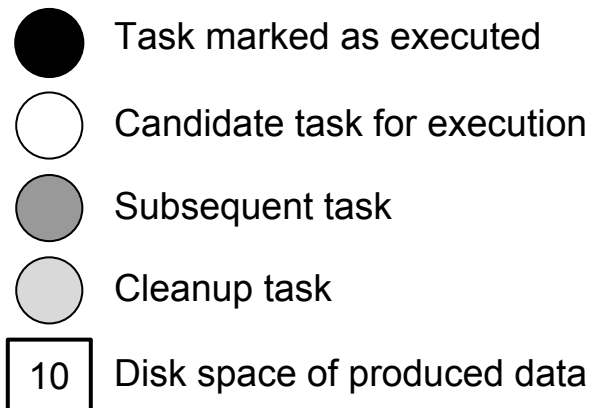 Task marked as executed
Candidate task for execution
Subsequent task
Cleanup task
10 Disk space of produced data